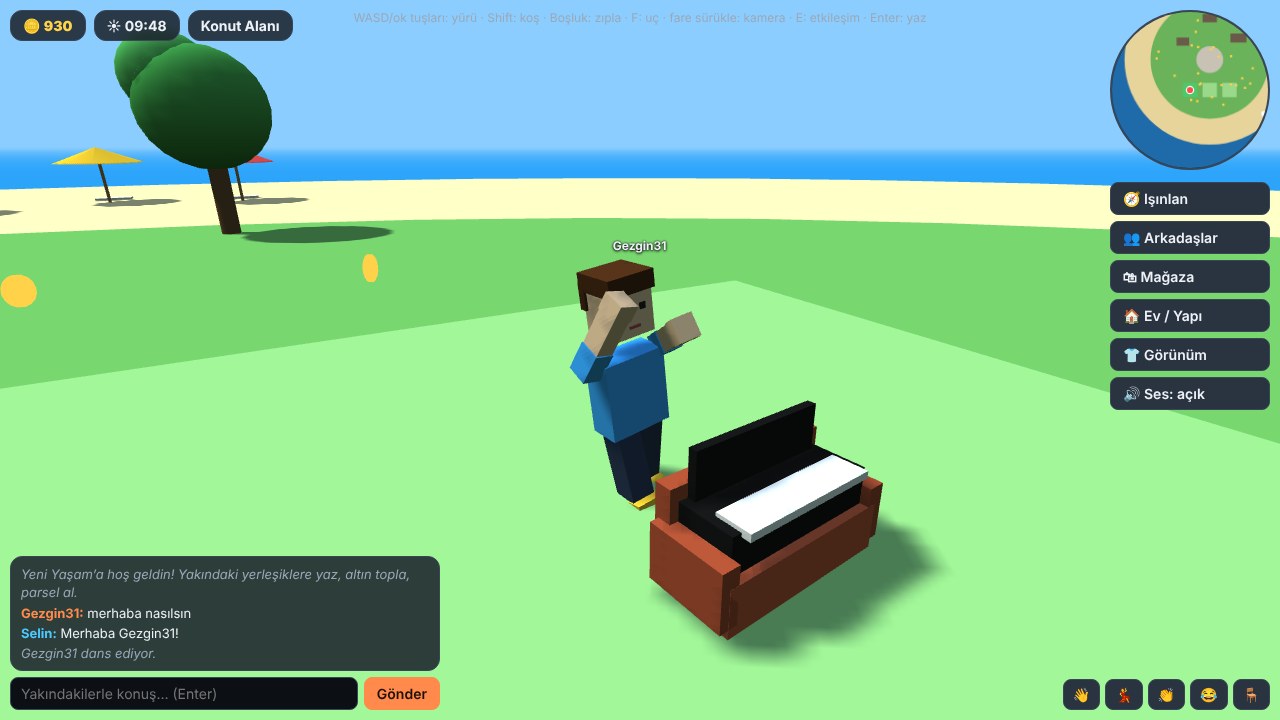 930
09:48
Konut Alanı
WASD/ok tuşları: yürü · Shift: koş · Boşluk: zıpla · F: uç · fare sürükle: kamera · E: etkileşim · Enter: yaz
Işınlan
Arkadaşlar
Mağaza
Ev / Yapı
Görünüm
Ses: açık
Gezgin31
Yeni Yaşam'a hoş geldin! Yakındaki yerleşiklere yaz, altın topla,
parsel al.
Gezgin31: merhaba nasılsın
Selin: Merhaba Gezgin31!
Gezgin31 dans ediyor.
Yakındakilerle konuş... (Enter)
Gönder